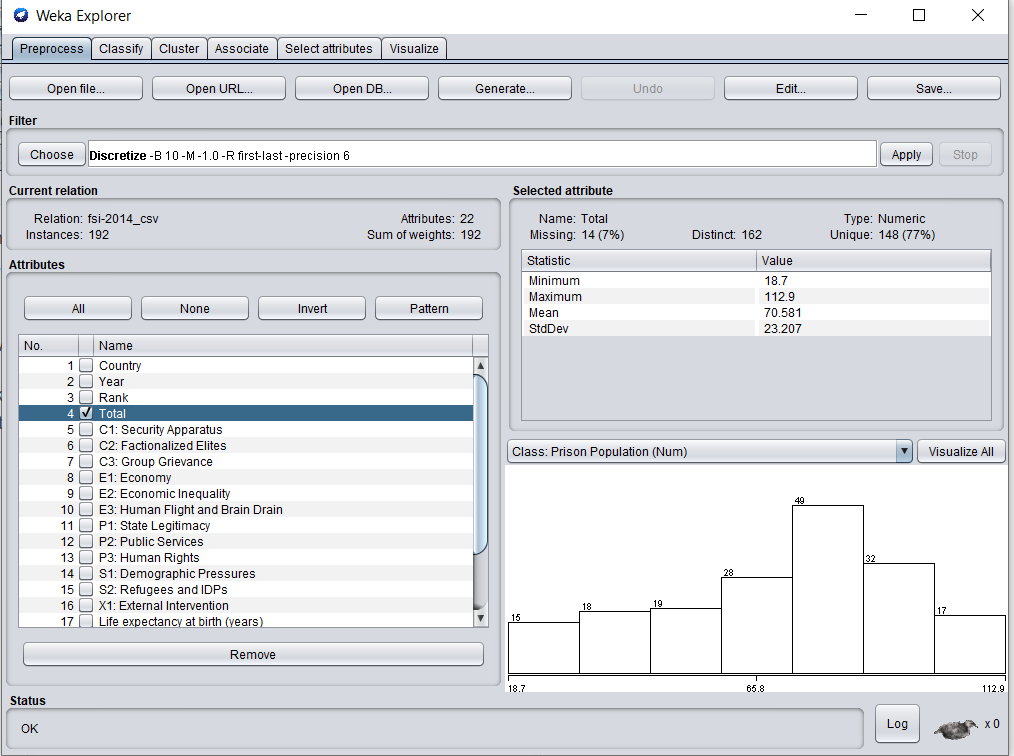 Weka Explorer
Preprocess Classify Cluster Associate Select attributes Visualize
Open file... Open URL... Open DB... Generate... Undo Edit... Save...
Filter
Choose Discretize -B 10 -M -1.0 -R first-last -precision 6 Apply Stop
Current relation
Relation: fsi-2014_csv Attributes: 22
Instances: 192 Sum of weights: 192
Attributes
All None Invert Pattern
No. Name
1 Country
2 Year
3 Rank
4 Total
5 C1: Security Apparatus
6 C2: Factionalized Elites
7 C3: Group Grievance
8 E1: Economy
9 E2: Economic Inequality
10 E3: Human Flight and Brain Drain
11 P1: State Legitimacy
12 P2: Public Services
13 P3: Human Rights
14 S1: Demographic Pressures
15 S2: Refugees and IDPs
16 X1: External Intervention
17 Life expectancy at birth (years)
Remove
Selected attribute
Name: Total Type: Numeric
Missing: 14 (7%) Distinct: 162 Unique: 148 (77%)
Statistic Value
Minimum 18.7
Maximum 112.9
Mean 70.581
StdDev 23.207
Class: Prison Population (Num) Visualize All
15 18 19 28 49 32 17
18.7 65.8 112.9
Status
OK Log x 0